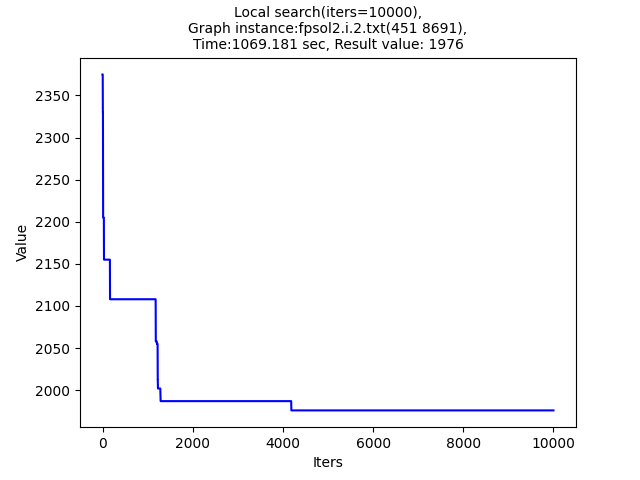 Local search(iters=10000),
Graph instance:fpsol2.i.2.txt(451 8691),
Time:1069.181 sec, Result value: 1976
2350
2300
2250
2200
2150
2100
2050
2000
Value
0 2000 4000 6000 8000 10000
Iters